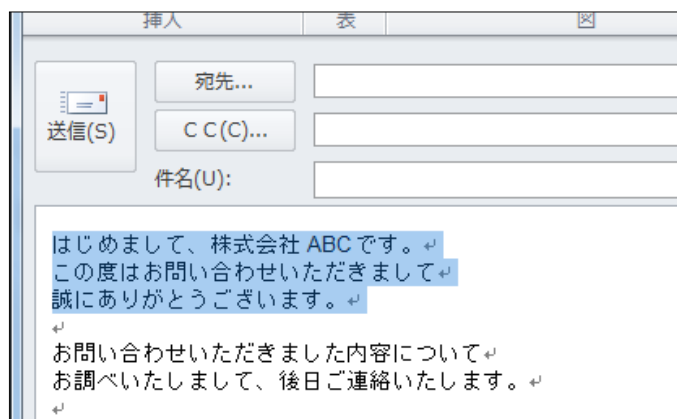 挿入 表 図
送信(S)
宛先...
ＣＣ(C)...
件名(U):
はじめまして、株式会社 ABC です。↵
この度はお問い合わせいただきまして↵
誠にありがとうございます。↵
↵
お問い合わせいただきました内容について↵
お調べいたしまして、後日ご連絡いたします。↵
↵